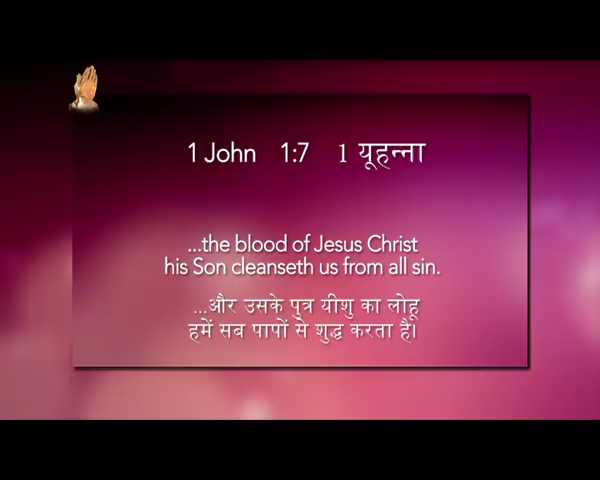 1 John 1:7 1 यूहन्ना
...the blood of Jesus Christ
his Son cleanseth us from all sin.
...और उसके पुत्र यीशु का लोहू
हमें सब पापों से शुद्ध करता है।